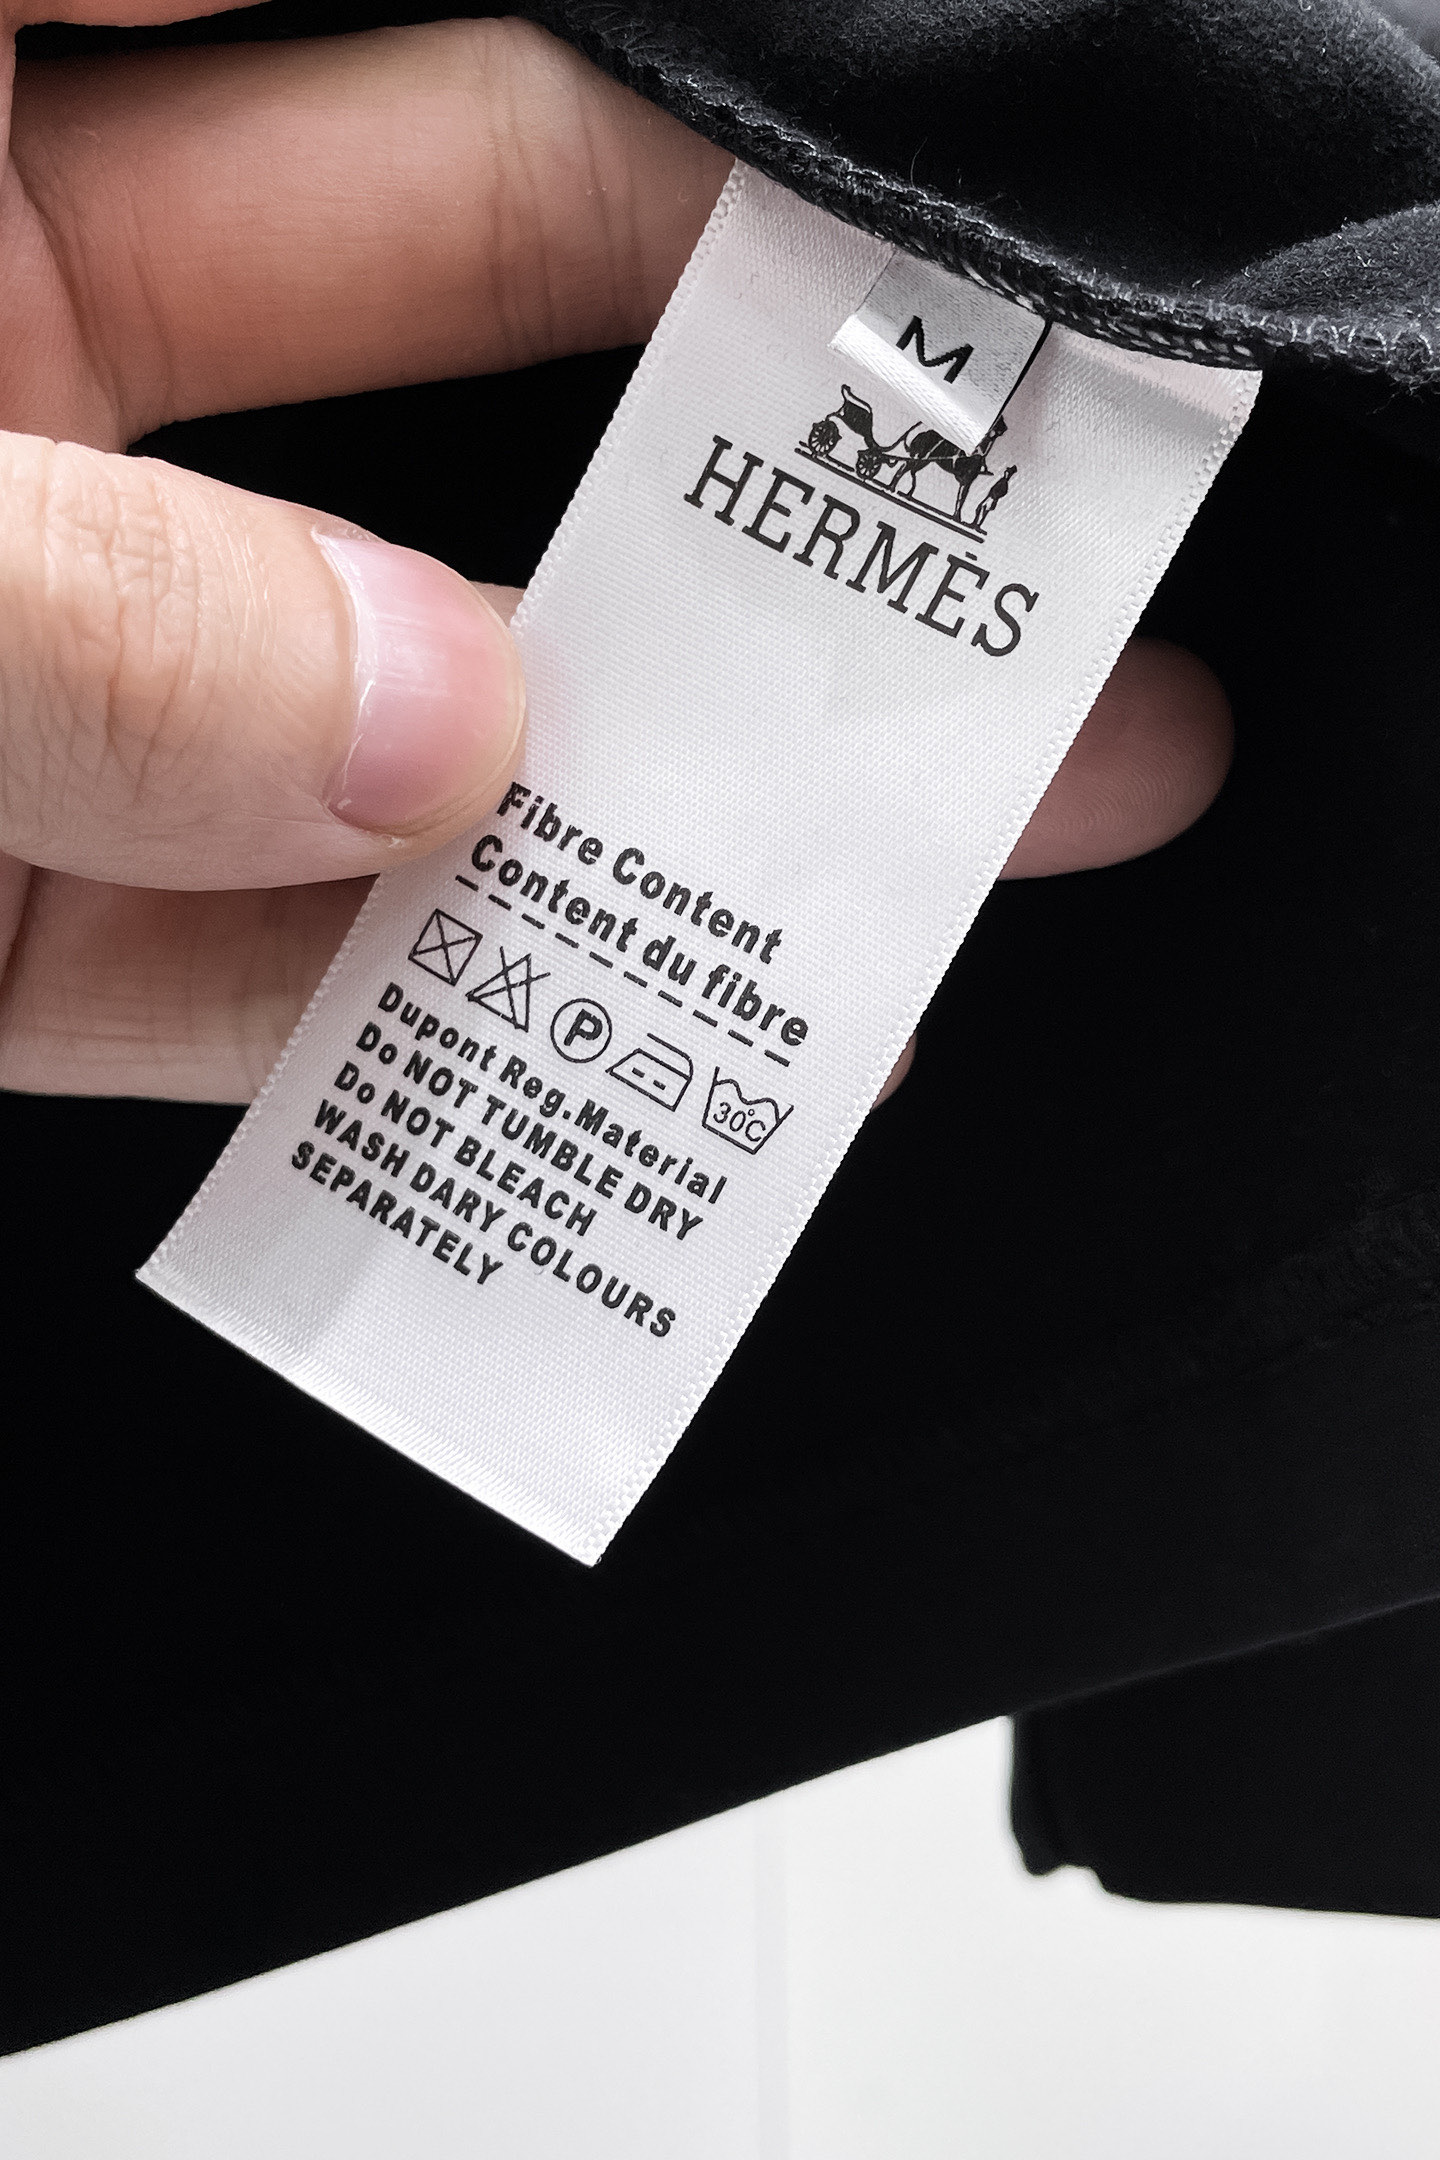 M
HERMÈS
Fibre Content
Content du fibre
P
30°C
Dupont Reg.Material
Do NOT TUMBLE DRY
Do NOT BLEACH
WASH DARY COLOURS
SEPARATELY